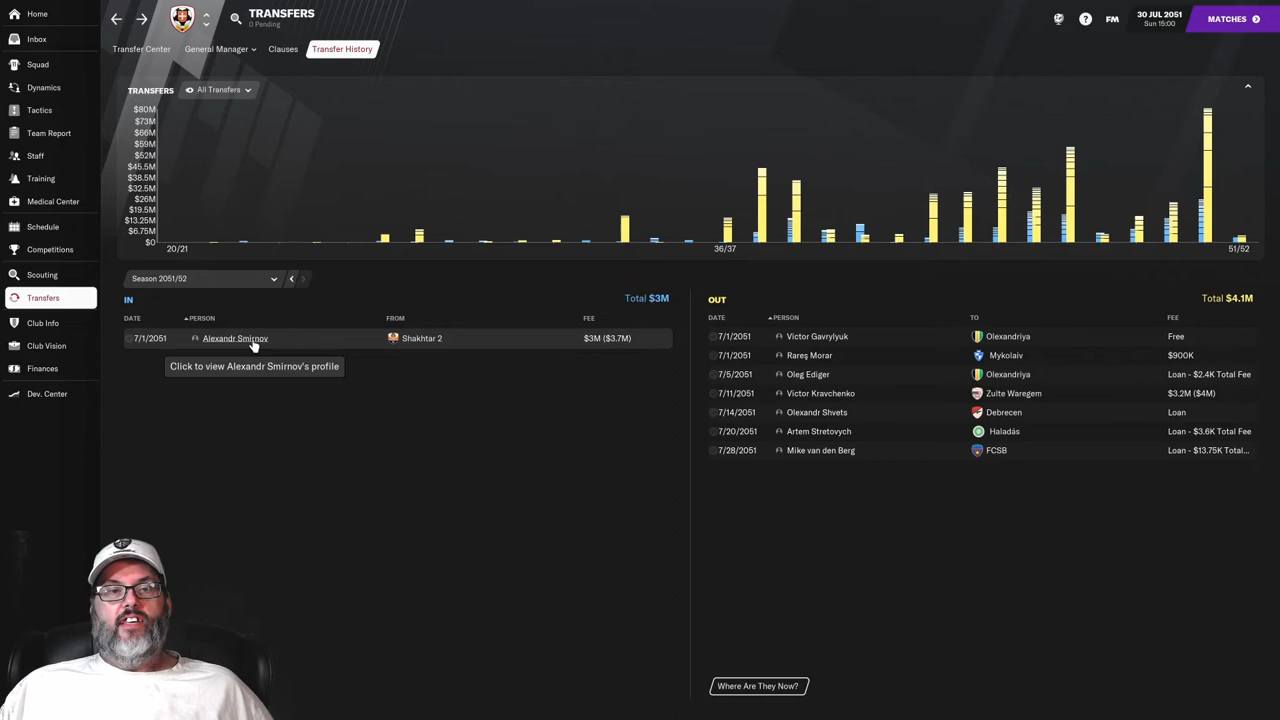 Home
Inbox
Squad
Dynamics
Tactics
Team Report
Staff
Training
Medical Center
Schedule
Competitions
Scouting
Transfers
Club Info
Club Vision
Finances
Dev. Center
TRANSFERS
0 Pending
FM
30 JUL 2051
Sun 15:00
MATCHES
Transfer Center
General Manager
Clauses
Transfer History
TRANSFERS
All Transfers
$80M
$73M
$66M
$59M
$52M
$45.5M
$38.5M
$32.5M
$26M
$19.5M
$13.25M
$6.75M
$0
20/21
36/37
51/52
Season 2051/52
IN
Total $3M
DATE PERSON FROM FEE
7/1/2051 Alexandr Smirnov Shakhtar 2 $3M ($3.7M)
Click to view Alexandr Smirnov's profile
OUT
Total $4.1M
DATE PERSON TO FEE
7/1/2051 Victor Gavrylyuk Olexandriya Free
7/1/2051 Rareş Morar Mykolaiv $900K
7/5/2051 Oleg Ediger Olexandriya Loan - $2.4K Total Fee
7/11/2051 Victor Kravchenko Zulte Waregem $3.2M ($4M)
7/14/2051 Olexandr Shvets Debrecen Loan
7/20/2051 Artem Stretovych Haladás Loan - $3.6K Total Fee
7/28/2051 Mike van den Berg FCSB Loan - $13.75K Total...
Where Are They Now?